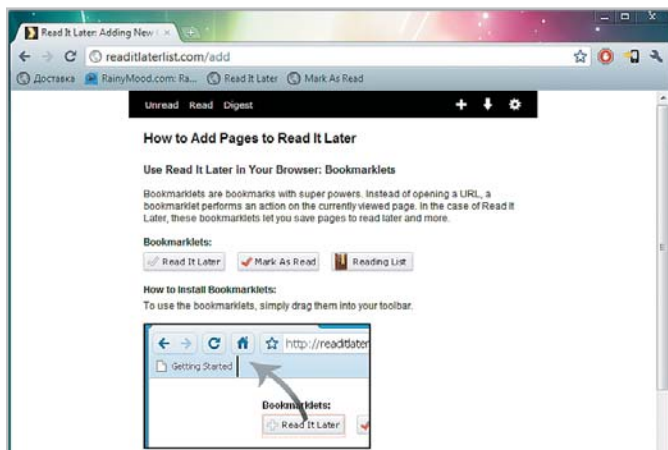 Read It Later: Adding New
readitlaterlist.com/add
Доставка RainyMood.com: Ra... Read It Later Mark As Read
Unread Read Digest
How to Add Pages to Read It Later
Use Read It Later in Your Browser: Bookmarklets
Bookmarklets are bookmarks with super powers. Instead of opening a URL, a
bookmarklet performs an action on the currently viewed page. In the case of Read It
Later, these bookmarklets let you save pages to read later and more.
Bookmarklets:
Read It Later Mark As Read Reading List
How to Install Bookmarklets:
To use the bookmarklets, simply drag them into your toolbar.
http://readitlater
Getting Started
Bookmarklets:
Read It Later